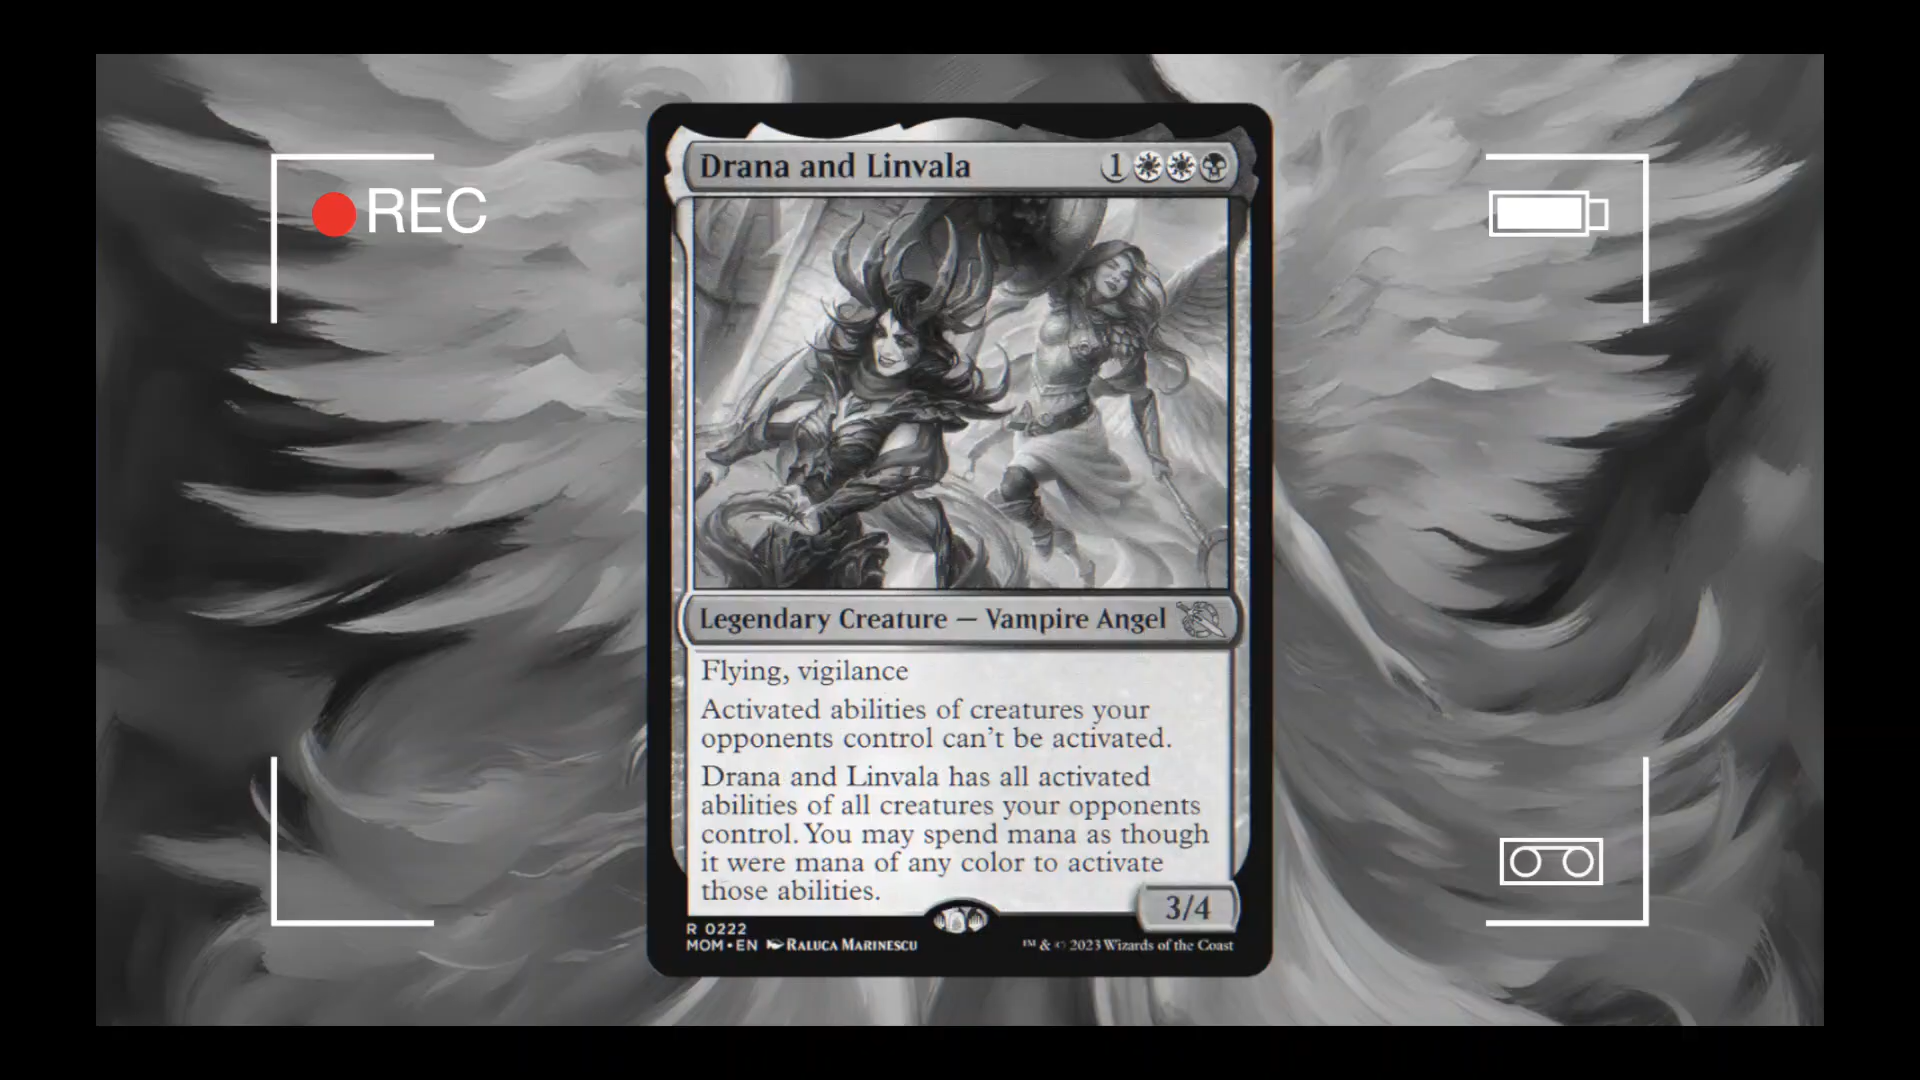 REC
Drana and Linvala 1
Legendary Creature — Vampire Angel
Flying, vigilance
Activated abilities of creatures your
opponents control can't be activated.
Drana and Linvala has all activated
abilities of all creatures your opponents
control. You may spend mana as though
it were mana of any color to activate
those abilities.
3/4
R 0222
MOM • EN RALUCA MARINESCU
™ & © 2023 Wizards of the Coast